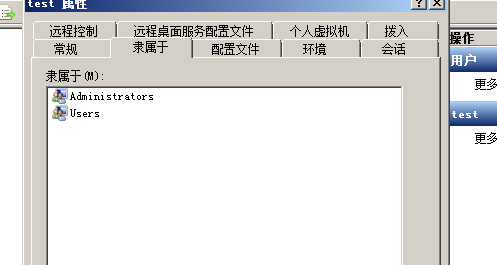 test 属性
操作
远程控制 远程桌面服务配置文件 个人虚拟机 拨入
常规 隶属于 配置文件 环境 会话
用户
隶属于(M):
更多
Administrators
Users
test
更多